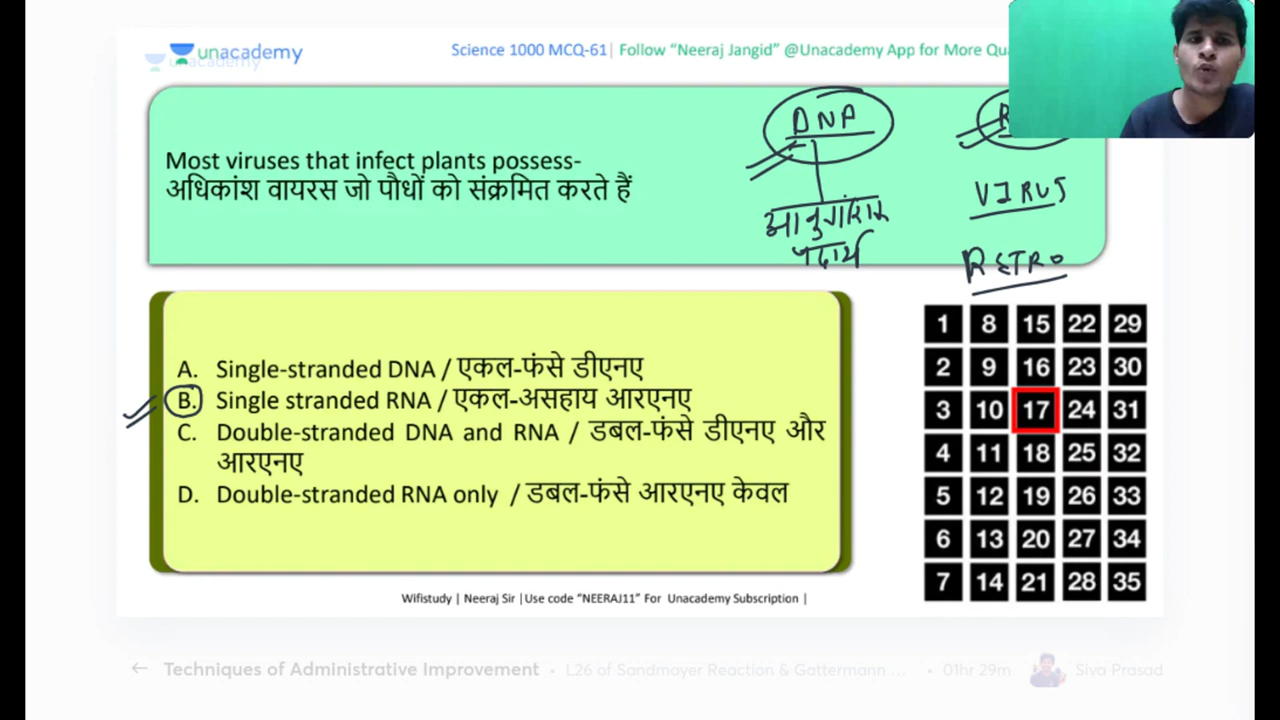 unacademy
Science 1000 MCQ-61| Follow “Neeraj Jangid” @Unacademy App for More Qu
Most viruses that infect plants possess-
अधिकांश वायरस जो पौधों को संक्रमित करते हैं
DNA
VIRUS
पदार्थ
RETRO
A. Single-stranded DNA / एकल-फंसे डीएनए
B. Single stranded RNA / एकल-असहाय आरएनए
C. Double-stranded DNA and RNA / डबल-फंसे डीएनए और
आरएनए
D. Double-stranded RNA only / डबल-फंसे आरएनए केवल
1 8 15 22 29
2 9 16 23 30
3 10 17 24 31
4 11 18 25 32
5 12 19 26 33
6 13 20 27 34
7 14 21 28 35
Wifistudy | Neeraj Sir |Use code “NEERAJ11” For Unacademy Subscription |
Techniques of Administrative Improvement • L26 of Sandmayer Reaction & Gattermann ... • 01hr 29m • Siva Prasad